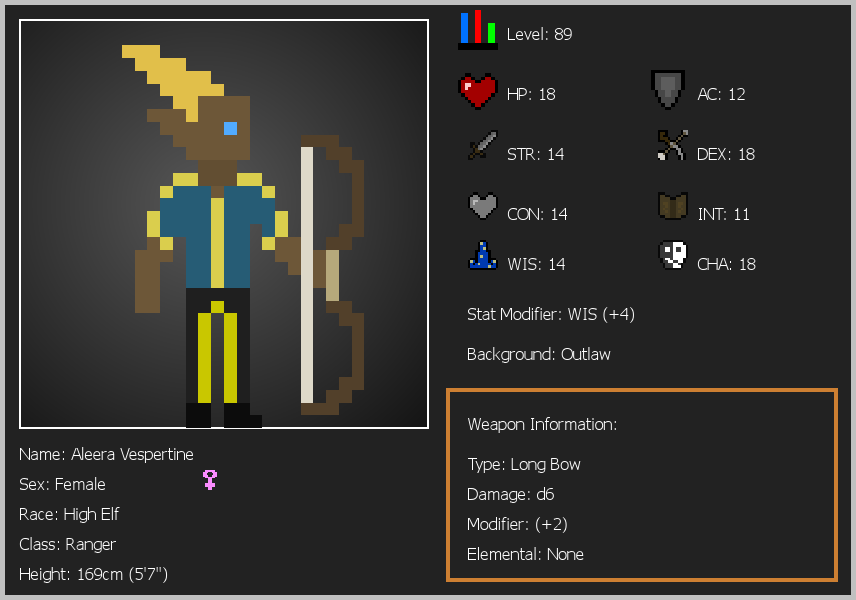 Level: 89
HP: 18
AC: 12
STR: 14
DEX: 18
CON: 14
INT: 11
WIS: 14
CHA: 18
Stat Modifier: WIS (+4)
Background: Outlaw
Weapon Information:
Type: Long Bow
Damage: d6
Modifier: (+2)
Elemental: None
Name: Aleera Vespertine
Sex: Female
Race: High Elf
Class: Ranger
Height: 169cm (5'7")